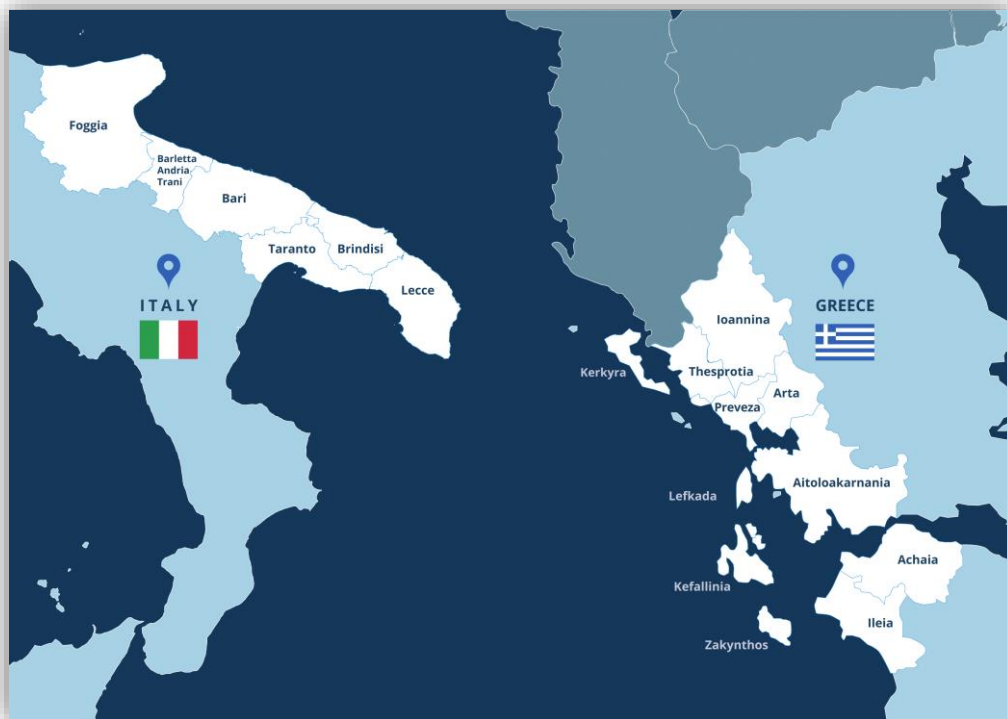 Foggia
Barletta
Andria
Trani
Bari
Taranto
Brindisi
Lecce
ITALY
GREECE
Ioannina
Kerkyra
Thesprotia
Arta
Preveza
Lefkada
Aitoloakarnania
Kefallinia
Achaia
Ileia
Zakynthos